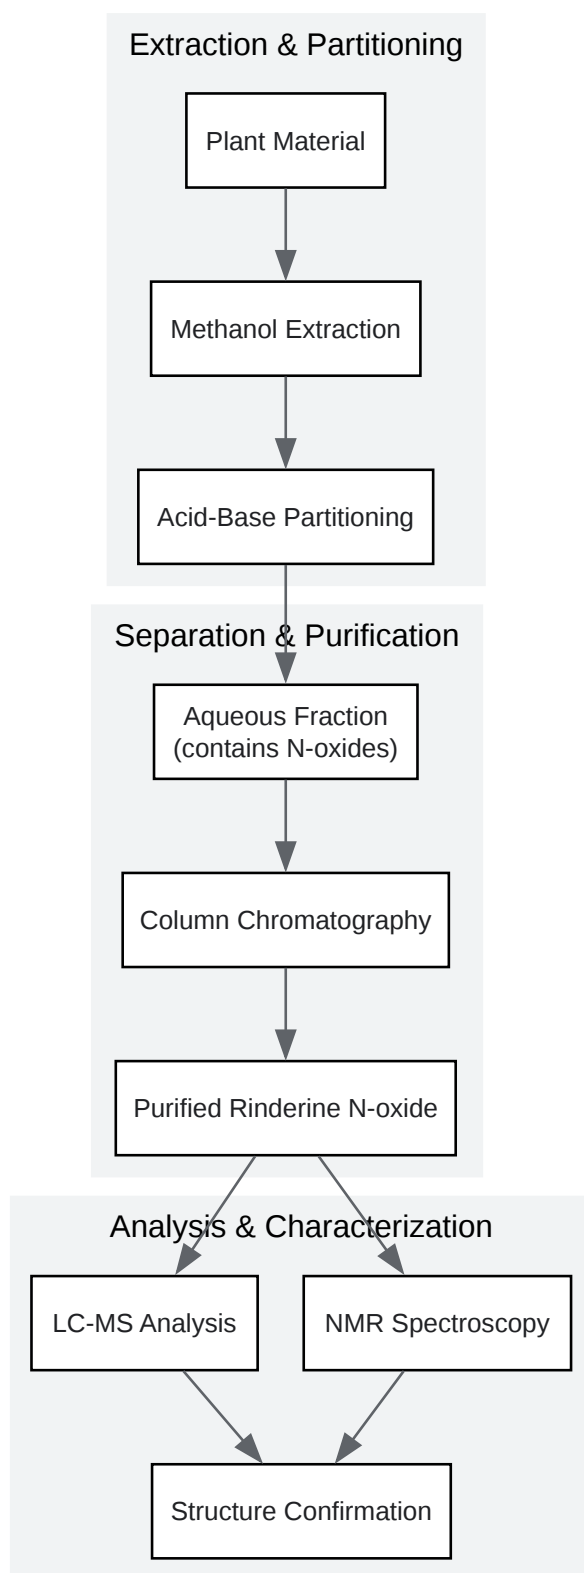 Extraction & Partitioning
Plant Material
Methanol Extraction
Acid-Base Partitioning
Separation & Purification
Aqueous Fraction
(contains N-oxides)
Column Chromatography
Purified Rinderine N-oxide
Analysis & Characterization
LC-MS Analysis
NMR Spectroscopy
Structure Confirmation